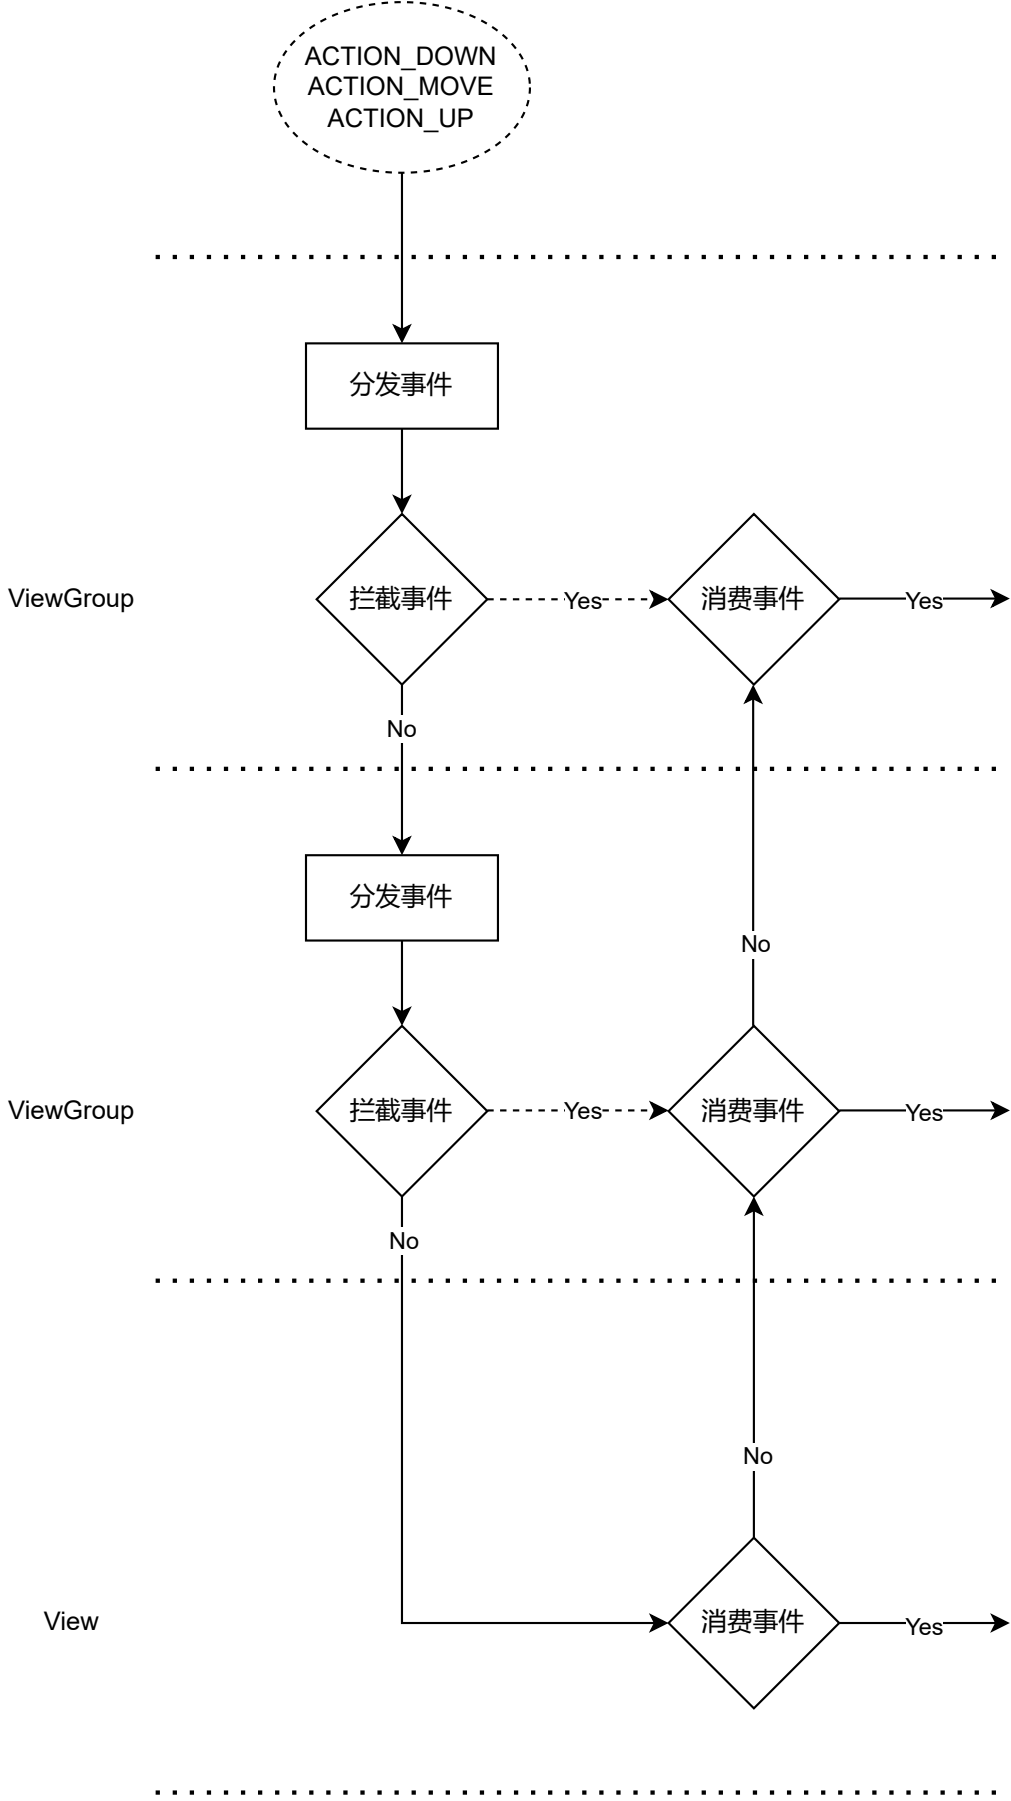 ACTION_DOWN
ACTION_MOVE
ACTION_UP
分发事件
ViewGroup
拦截事件
Yes
消费事件
Yes
No
分发事件
No
ViewGroup
拦截事件
Yes
消费事件
Yes
No
No
View
消费事件
Yes